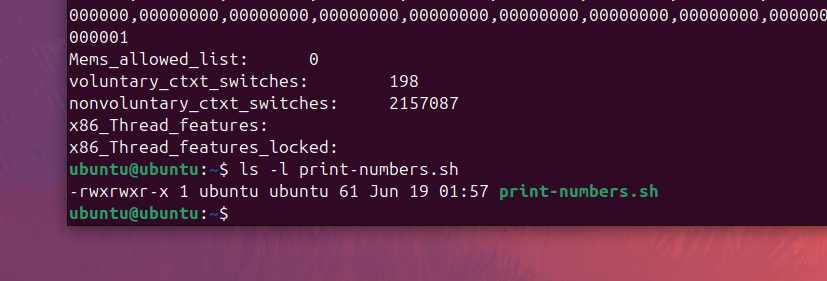 000000,00000000,00000000,00000000,00000000,00000000,00000000,00000000,000000
000001
Mems_allowed_list: 0
voluntary_ctxt_switches: 198
nonvoluntary_ctxt_switches: 2157087
x86_Thread_features:
x86_Thread_features_locked:
ubuntu@ubuntu:~$ ls -l print-numbers.sh
-rwxrwxr-x 1 ubuntu ubuntu 61 Jun 19 01:57 print-numbers.sh
ubuntu@ubuntu:~$